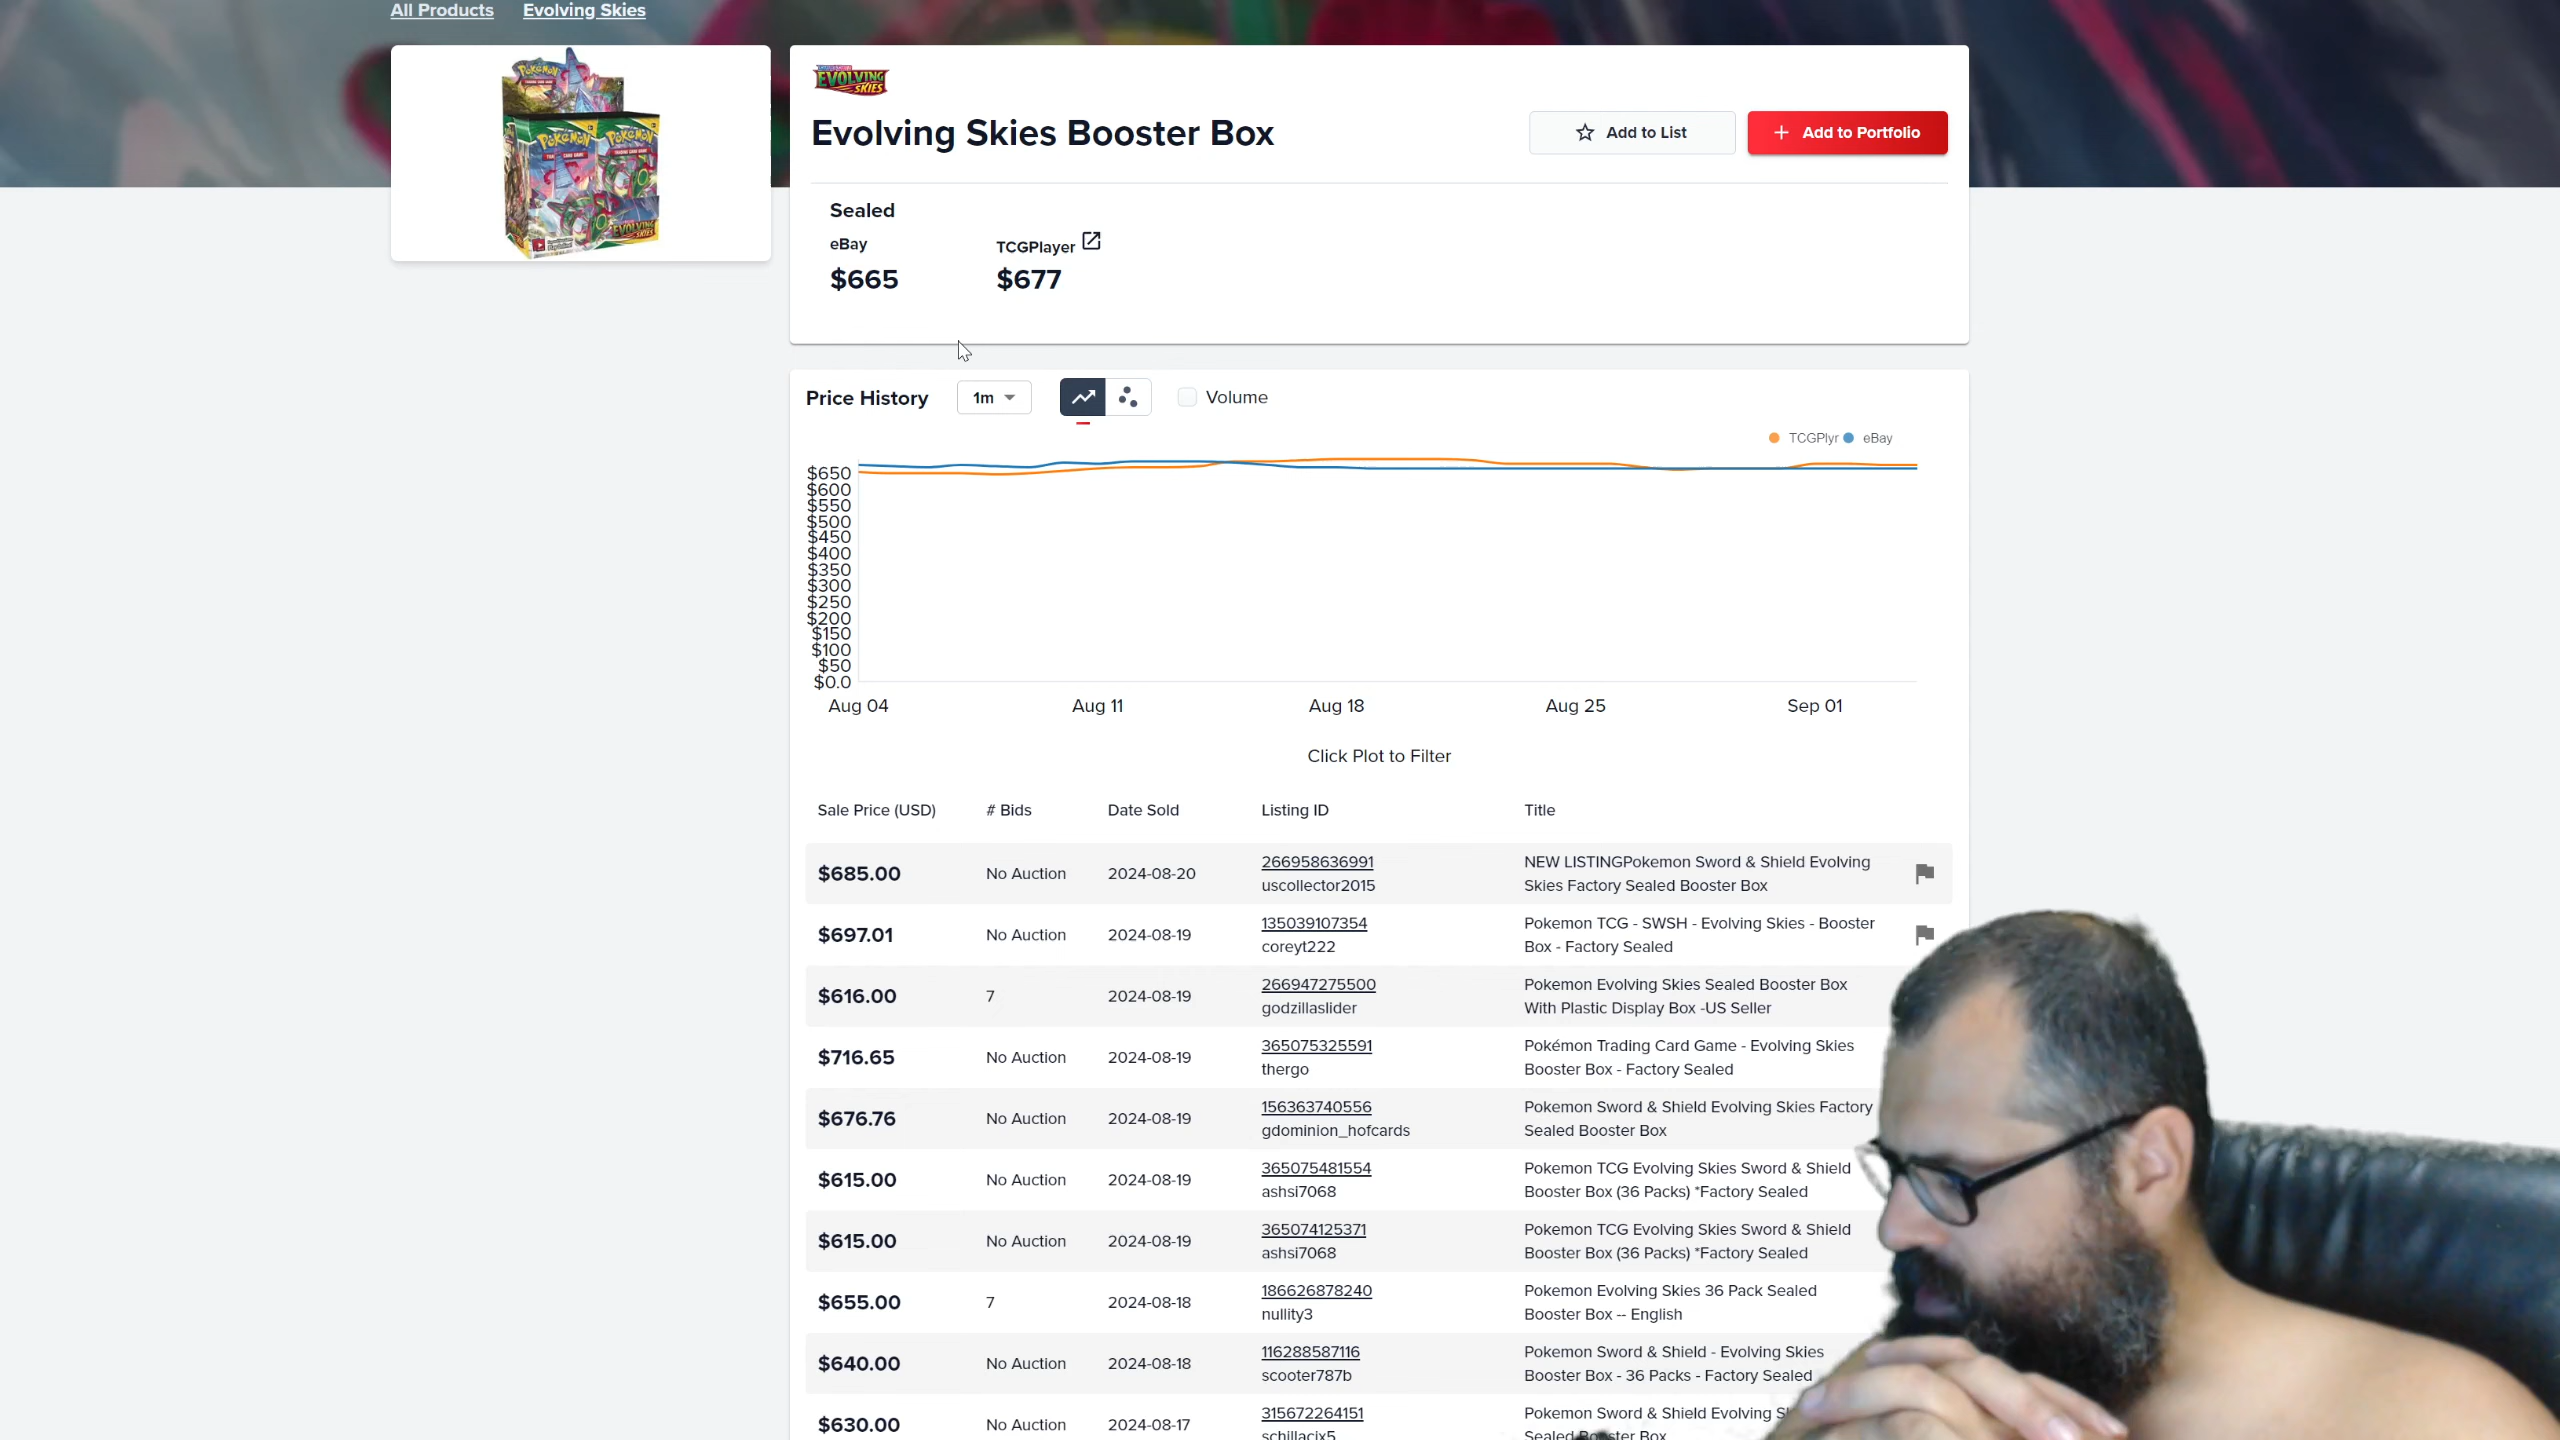 All Products Evolving Skies
EVOLVING SKIES
Evolving Skies Booster Box
Add to List
Add to Portfolio
Sealed
eBay TCGPlayer
$665 $677
Price History 1m Volume
TCGPlyr eBay
$650
$600
$550
$500
$450
$400
$350
$300
$250
$200
$150
$100
$50
$0.0
Aug 04 Aug 11 Aug 18 Aug 25 Sep 01
Click Plot to Filter
Sale Price (USD) # Bids Date Sold Listing ID Title
$685.00 No Auction 2024-08-20 266958636991 NEW LISTINGPokemon Sword & Shield Evolving
uscollector2015 Skies Factory Sealed Booster Box
$697.01 No Auction 2024-08-19 135039107354 Pokemon TCG - SWSH - Evolving Skies - Booster
coreyt222 Box - Factory Sealed
$616.00 7 2024-08-19 266947275500 Pokemon Evolving Skies Sealed Booster Box
godzillaslider With Plastic Display Box -US Seller
$716.65 No Auction 2024-08-19 365075325591 Pokémon Trading Card Game - Evolving Skies
thergo Booster Box - Factory Sealed
$676.76 No Auction 2024-08-19 156363740556 Pokemon Sword & Shield Evolving Skies Factory
gdominion_hofcards Sealed Booster Box
$615.00 No Auction 2024-08-19 365075481554 Pokemon TCG Evolving Skies Sword & Shield
ashsi7068 Booster Box (36 Packs) *Factory Sealed
$615.00 No Auction 2024-08-19 365074125371 Pokemon TCG Evolving Skies Sword & Shield
ashsi7068 Booster Box (36 Packs) *Factory Sealed
$655.00 7 2024-08-18 186626878240 Pokemon Evolving Skies 36 Pack Sealed
nullity3 Booster Box -- English
$640.00 No Auction 2024-08-18 116288587116 Pokemon Sword & Shield - Evolving Skies
scooter787b Booster Box - 36 Packs - Factory Sealed
$630.00 No Auction 2024-08-17 315672264151 Pokemon Sword & Shield Evolving
schillacix5 Sealed Booster Box